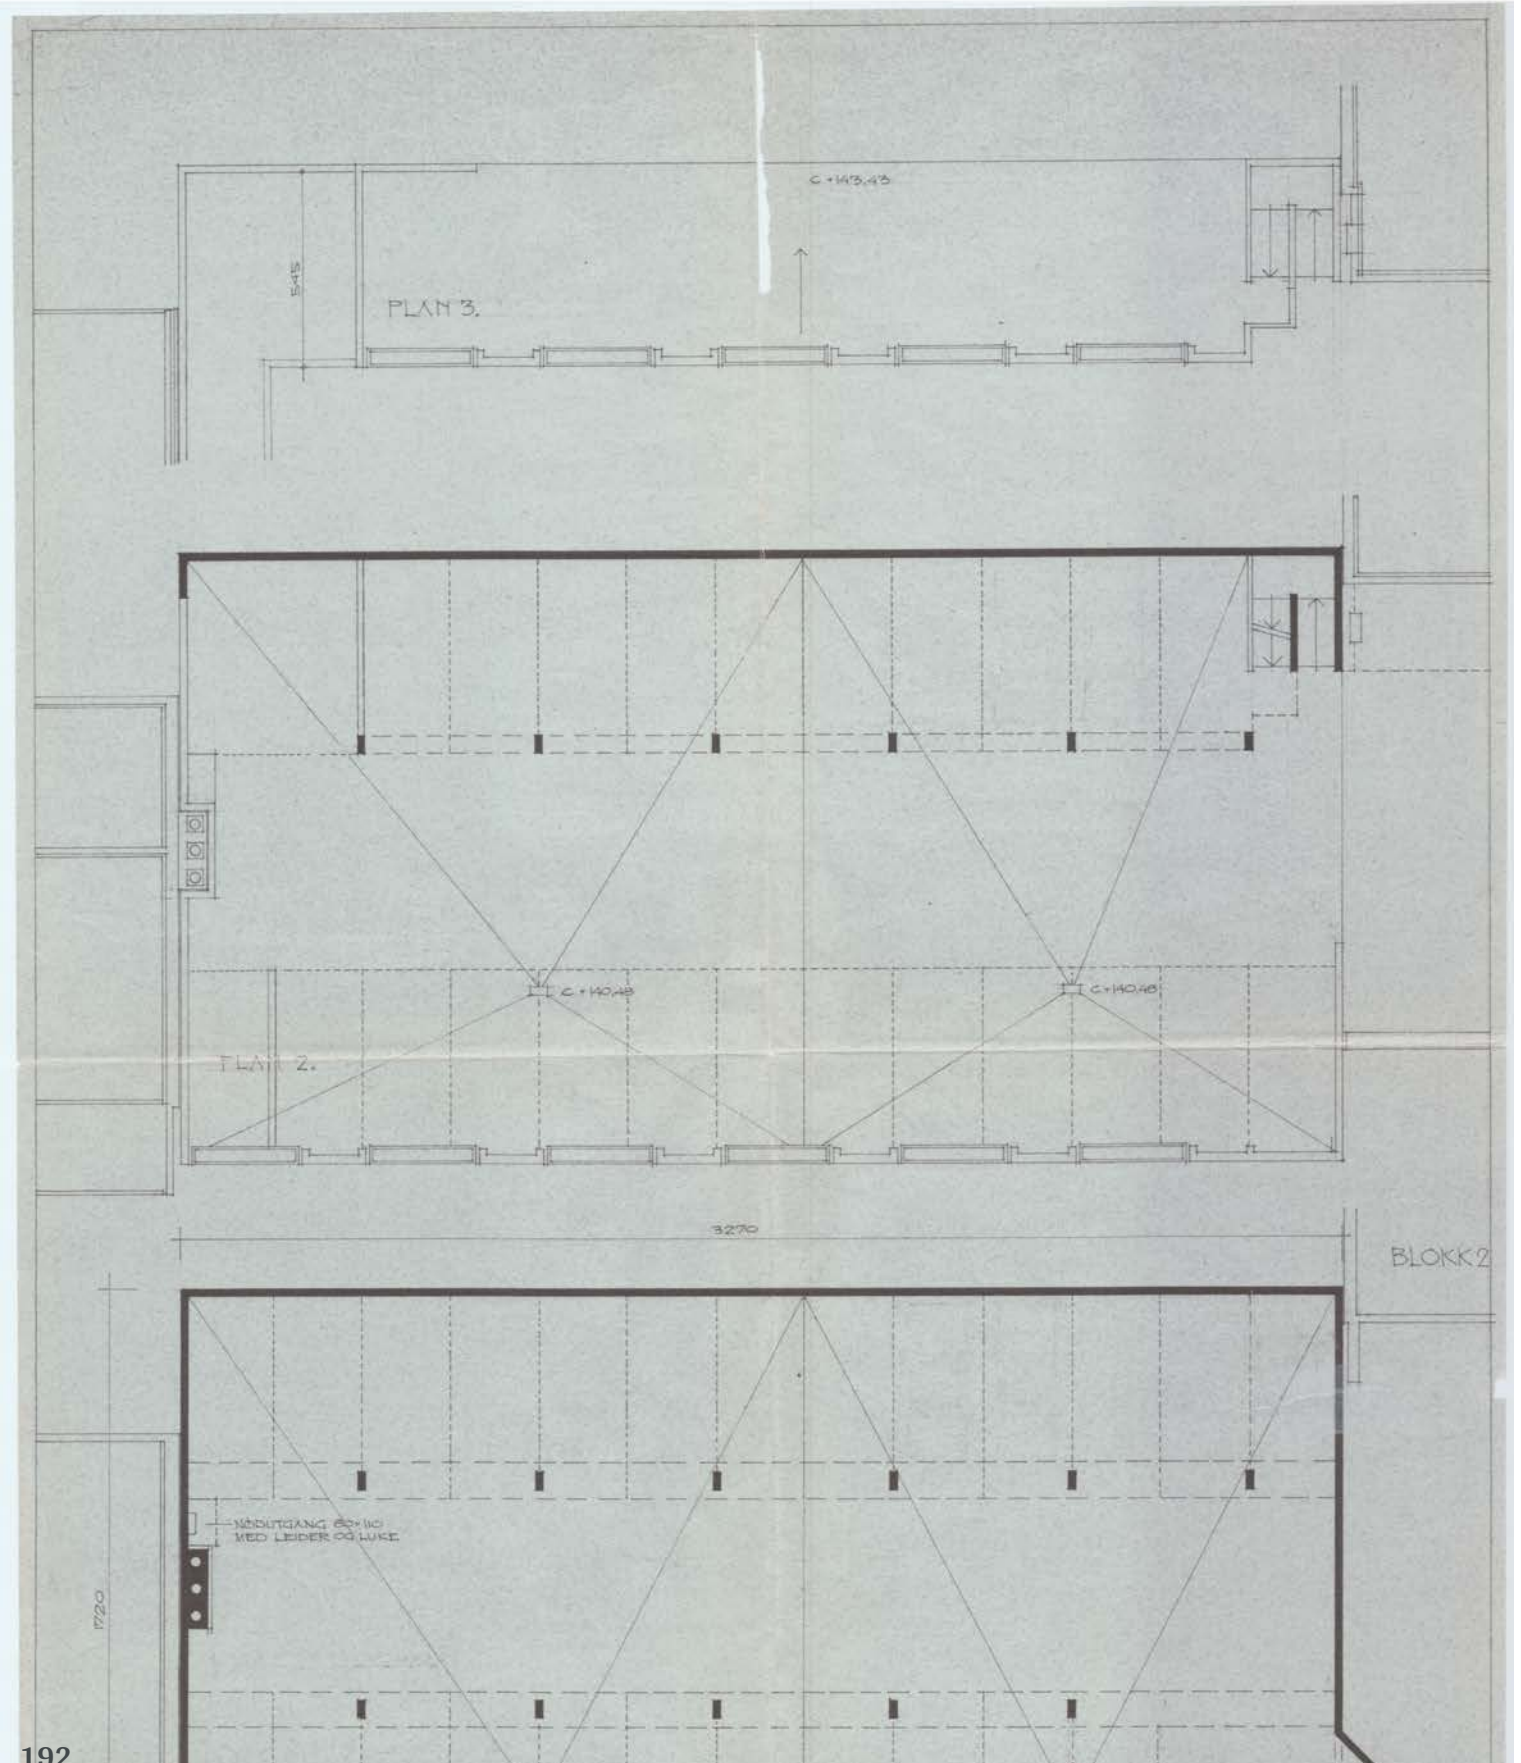 C +143,43
545
PLAN 3.
C +140,48
C +140,48
PLAN 2.
3270
BLOKK 2
NØDUTGANG 80×110
MED LEIDER OG LUKE
1720
192